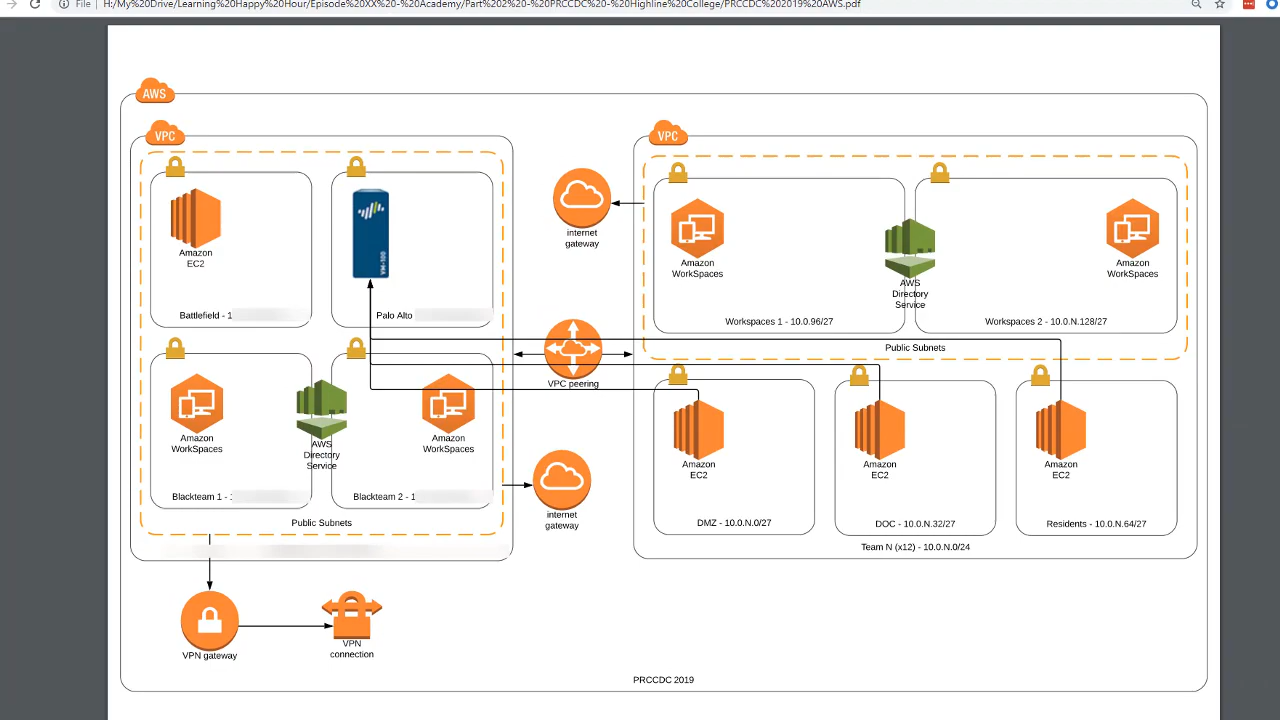 File | H:/My%20Drive/Learning%20Happy%20Hour/Episode%20XX%20-%20Academy/Part%202%20-%20PRCCDC%20-%20Highline%20College/PRCCDC%202019%20AWS.pdf
AWS
VPC
VPC
Amazon
EC2
VM-100
Battlefield - 1
Palo Alto
internet
gateway
Amazon
WorkSpaces
AWS
Directory
Service
Amazon
WorkSpaces
Workspaces 1 - 10.0.96/27
Workspaces 2 - 10.0.N.128/27
Public Subnets
VPC peering
Amazon
WorkSpaces
AWS
Directory
Service
Amazon
WorkSpaces
Blackteam 1 -
Blackteam 2 - 1
Public Subnets
internet
gateway
Amazon
EC2
Amazon
EC2
Amazon
EC2
DMZ - 10.0.N.0/27
DOC - 10.0.N.32/27
Residents - 10.0.N.64/27
Team N (x12) - 10.0.N.0/24
VPN gateway
VPN
connection
PRCCDC 2019